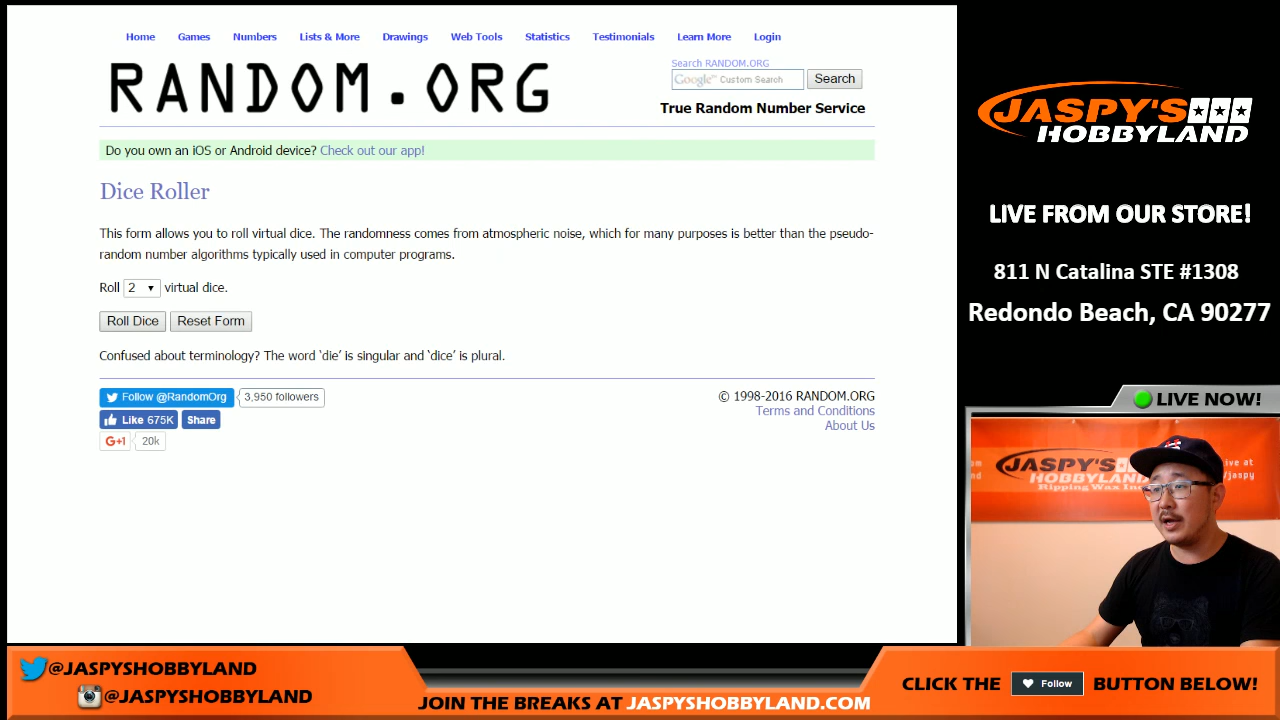 Home Games Numbers Lists & More Drawings Web Tools Statistics Testimonials Learn More Login
RANDOM.ORG
Search RANDOM.ORG
Google™ Custom Search Search
True Random Number Service
Do you own an iOS or Android device? Check out our app!
Dice Roller
This form allows you to roll virtual dice. The randomness comes from atmospheric noise, which for many purposes is better than the pseudo-
random number algorithms typically used in computer programs.
Roll 2 virtual dice.
Roll Dice Reset Form
Confused about terminology? The word ‘die’ is singular and ‘dice’ is plural.
Follow @RandomOrg 3,950 followers
Like 675K Share
G+1 20k
© 1998-2016 RANDOM.ORG
Terms and Conditions
About Us
JASPY'S
HOBBYLAND
LIVE FROM OUR STORE!
811 N Catalina STE #1308
Redondo Beach, CA 90277
LIVE NOW!
JASPY'S
HOBBYLAND
Ripping Wax
live at
/jaspy
@JASPYSHOBBYLAND
@JASPYSHOBBYLAND
JOIN THE BREAKS AT JASPYSHOBBYLAND.COM
CLICK THE Follow BUTTON BELOW!